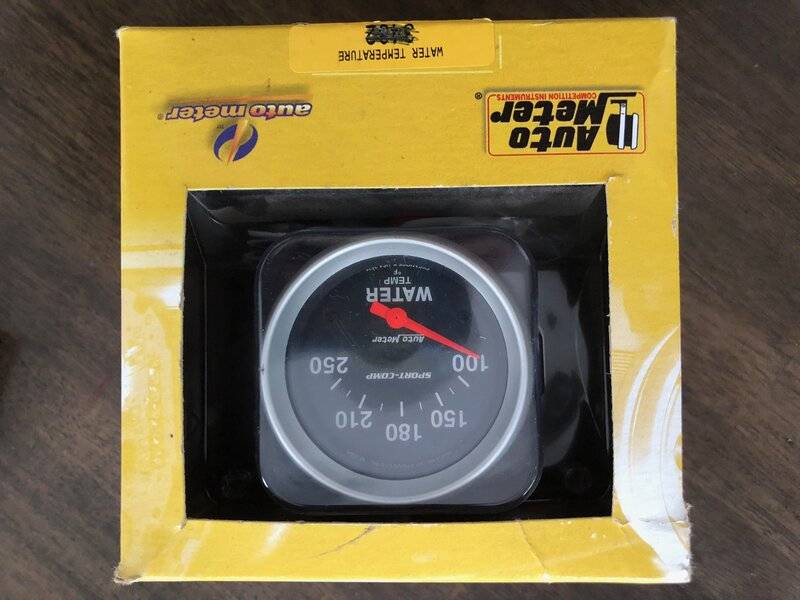 180
150 210
100 250
SPORT-COMP
Auto Meter
WATER
TEMP
°F
Auto
Meter®
COMPETITION INSTRUMENTS
auto meter®
WATER TEMPERATURE